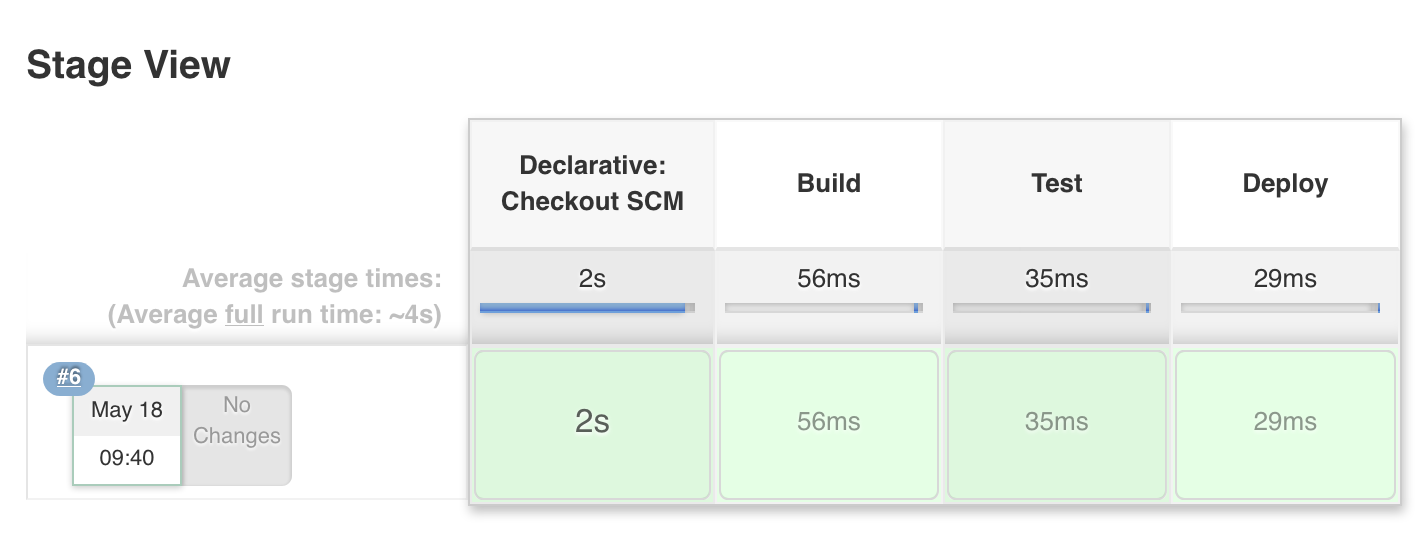 Stage View
Declarative:
Checkout SCM
Build
Test
Deploy
Average stage times:
(Average full run time: ~4s)
2s
56ms
35ms
29ms
#6
May 18
09:40
No
Changes
2s
56ms
35ms
29ms